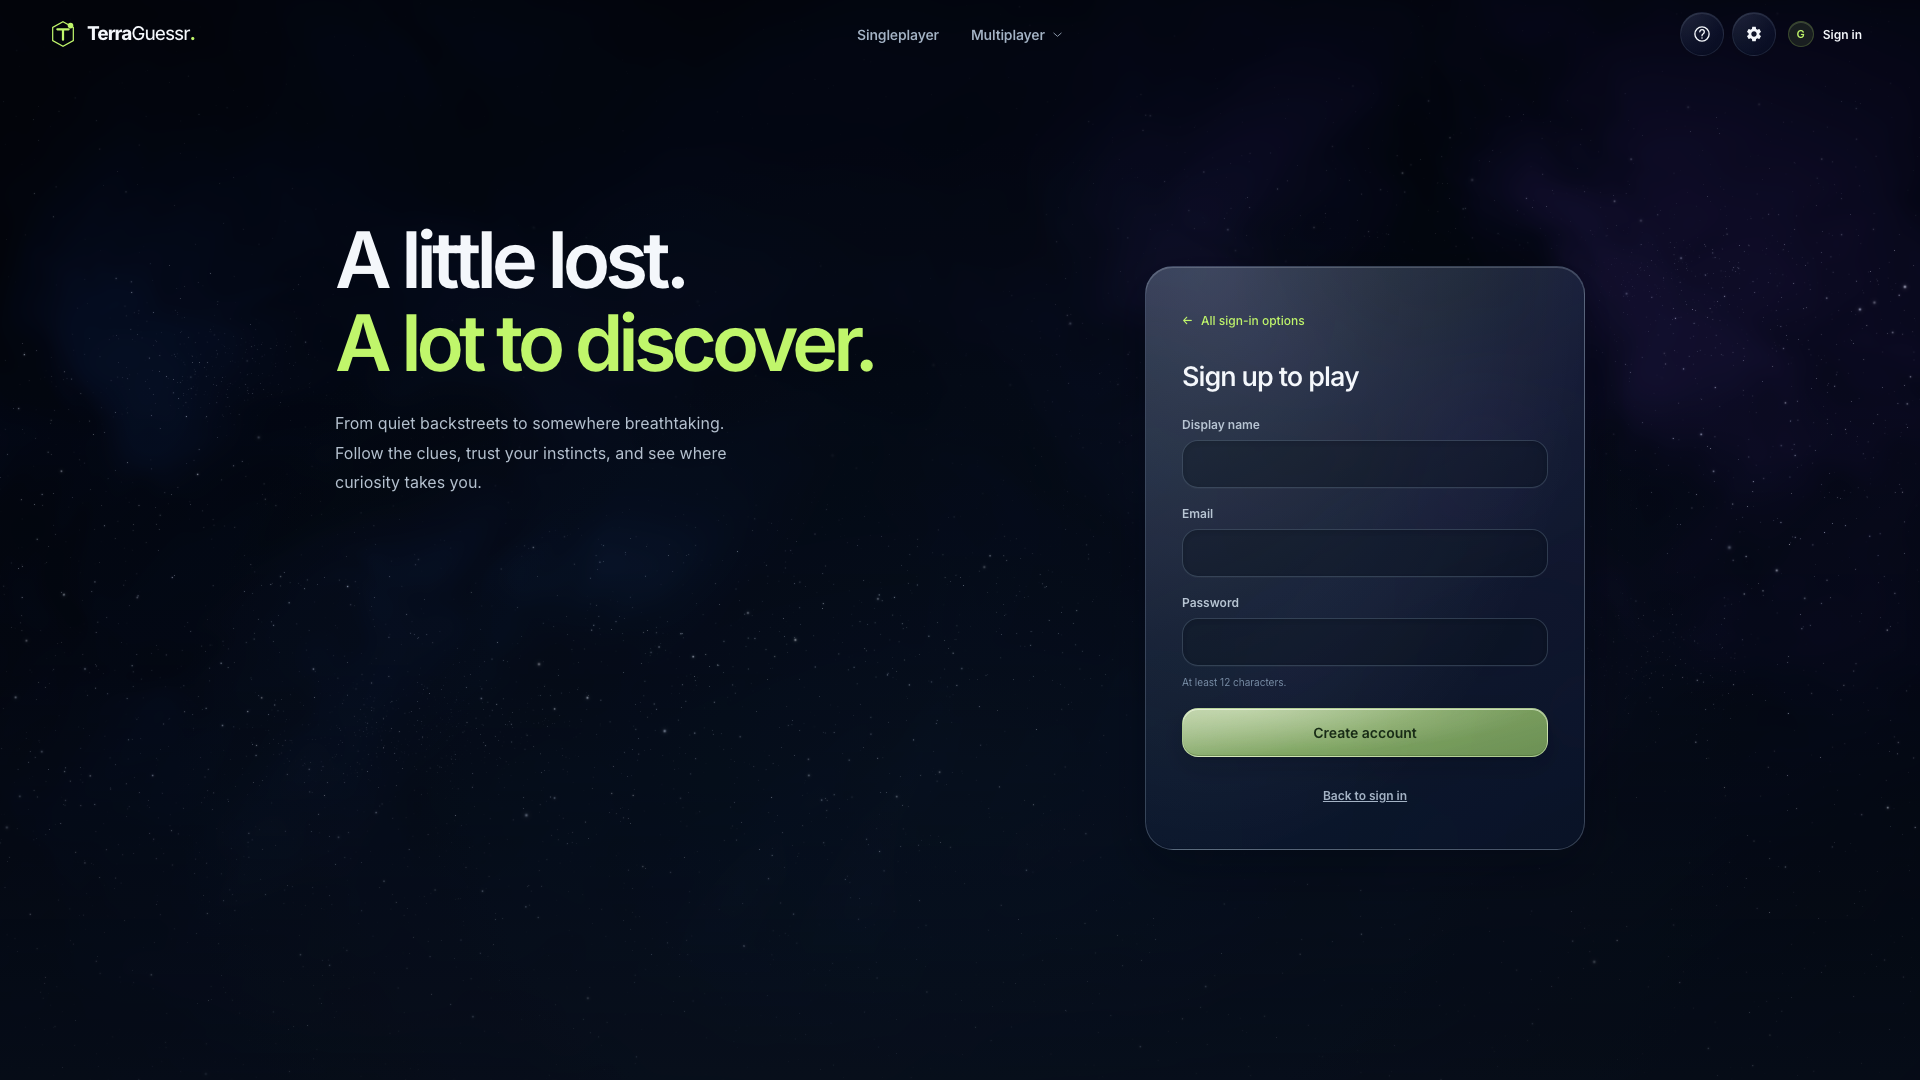 TerraGuessr.
Singleplayer
Multiplayer
G
Sign in
A little lost.
A lot to discover.
From quiet backstreets to somewhere breathtaking.
Follow the clues, trust your instincts, and see where
curiosity takes you.
← All sign-in options
Sign up to play
Display name
Email
Password
At least 12 characters.
Create account
Back to sign in